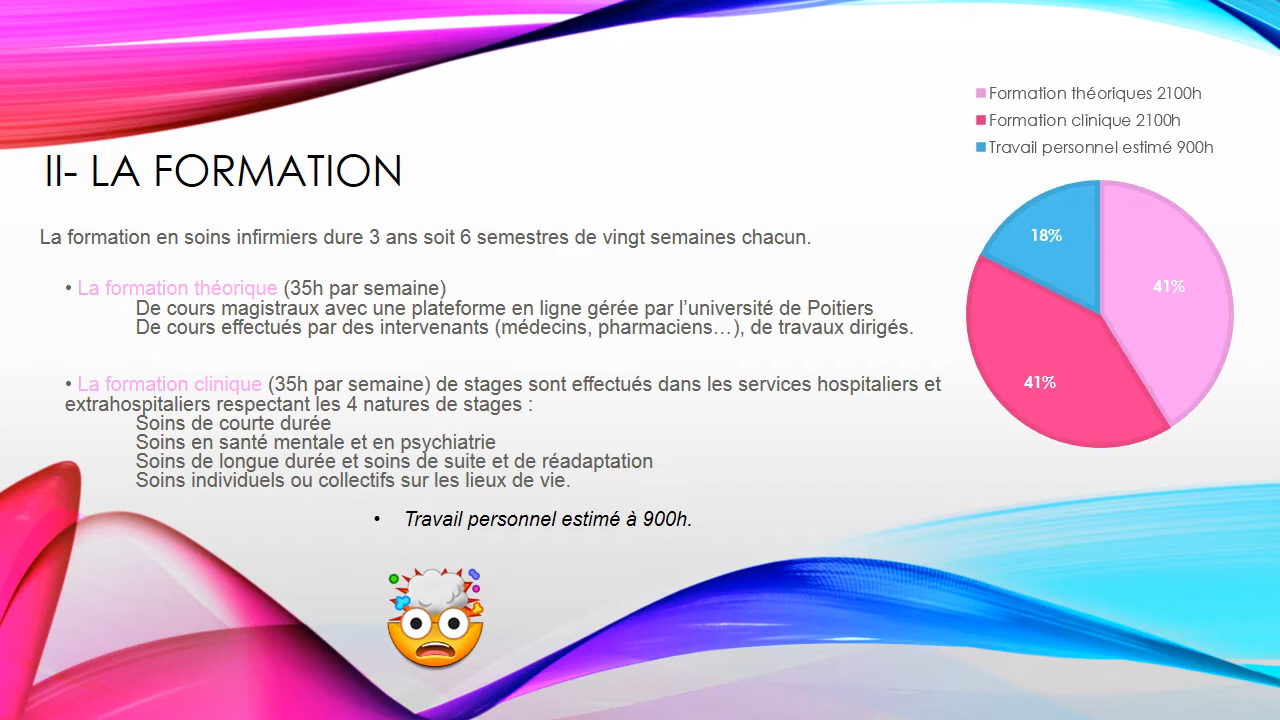 II- LA FORMATION
La formation en soins infirmiers dure 3 ans soit 6 semestres de vingt semaines chacun.
• La formation théorique (35h par semaine)
De cours magistraux avec une plateforme en ligne gérée par l'université de Poitiers
De cours effectués par des intervenants (médecins, pharmaciens…), de travaux dirigés.
• La formation clinique (35h par semaine) de stages sont effectués dans les services hospitaliers et
extrahospitaliers respectant les 4 natures de stages :
Soins de courte durée
Soins en santé mentale et en psychiatrie
Soins de longue durée et soins de suite et de réadaptation
Soins individuels ou collectifs sur les lieux de vie.
• Travail personnel estimé à 900h.
Formation théoriques 2100h
Formation clinique 2100h
Travail personnel estimé 900h
18%
41%
41%